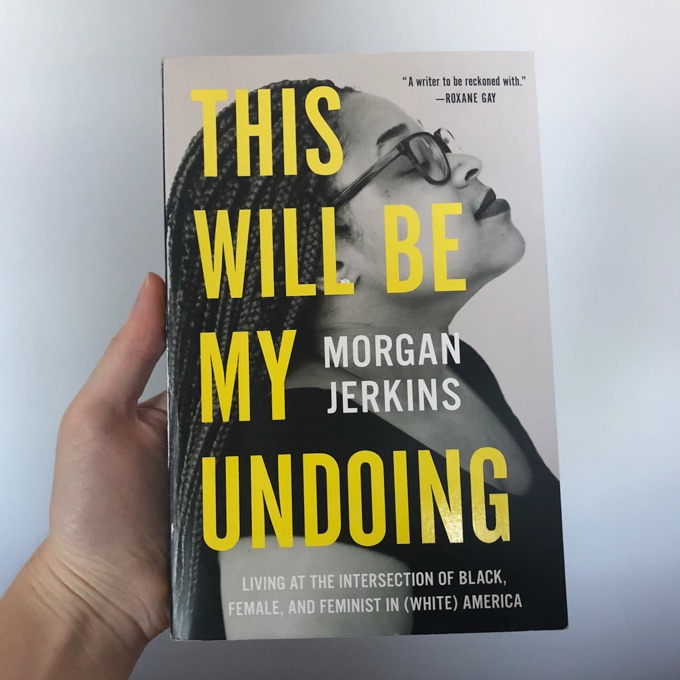 "A writer to be reckoned with."
—ROXANE GAY
THIS
WILL BE
MY
MORGAN
JERKINS
UNDOING
LIVING AT THE INTERSECTION OF BLACK,
FEMALE, AND FEMINIST IN (WHITE) AMERICA